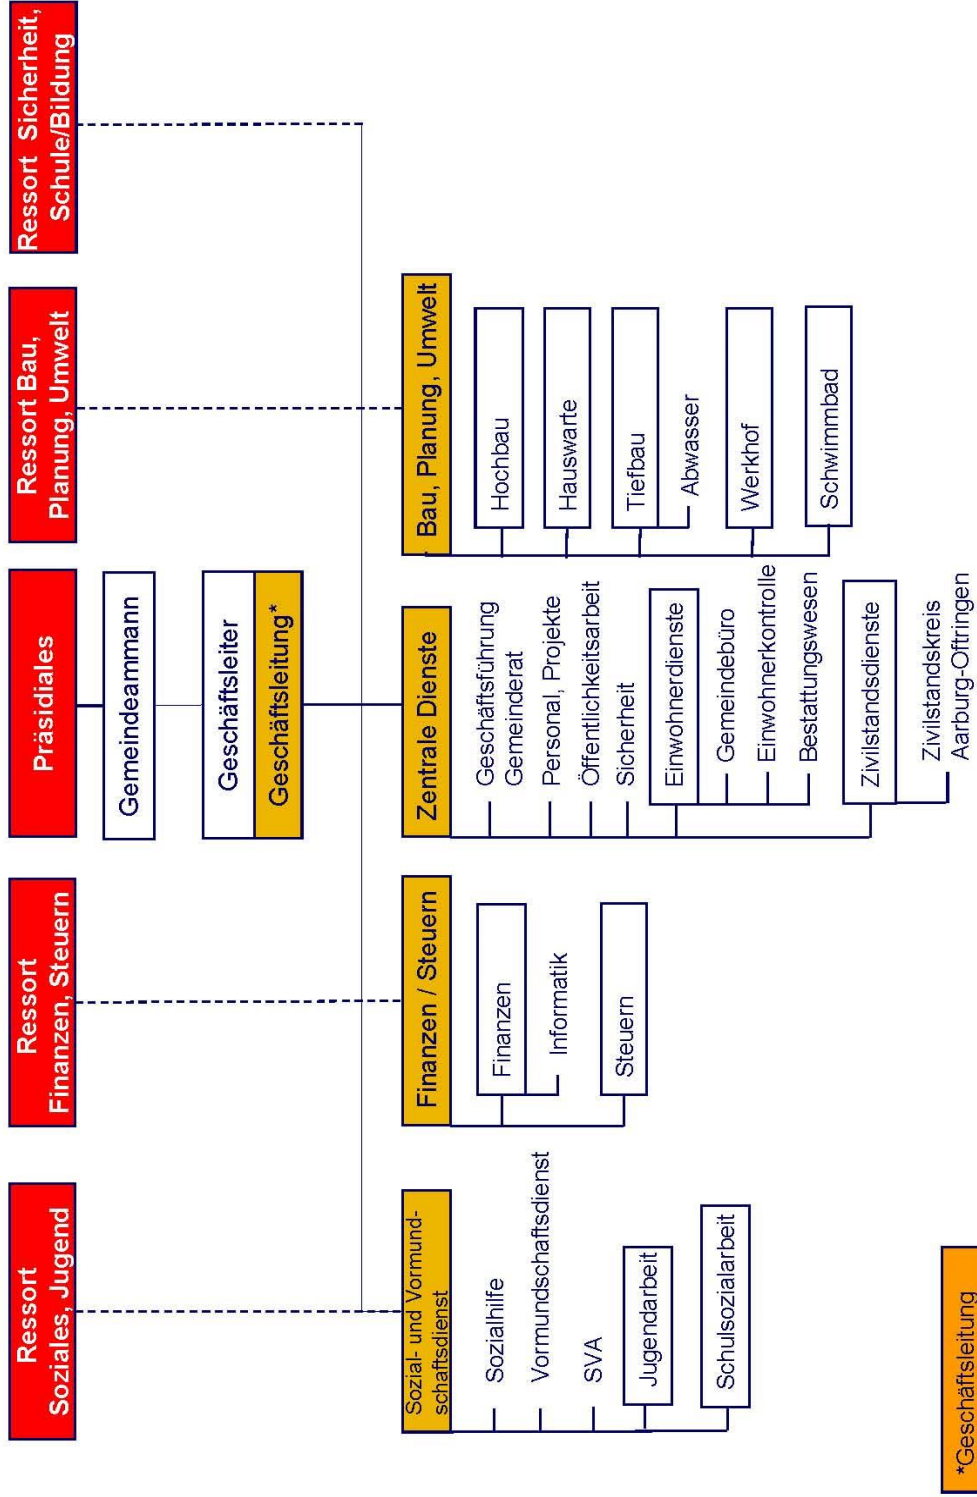 Ressort
Soziales, Jugend
Ressort
Finanzen, Steuern
Präsidiales
Ressort Bau,
Planung, Umwelt
Ressort Sicherheit,
Schule/Bildung
Gemeindeammann
Geschäftsleiter
Geschäftsleitung*
Sozial- und Vormund-
schaftsdienst
Sozialhilfe
Vormundschaftsdienst
SVA
Jugendarbeit
Schulsozialarbeit
Finanzen / Steuern
Finanzen
Informatik
Steuern
Zentrale Dienste
Geschäftsführung
Gemeinderat
Personal, Projekte
Öffentlichkeitsarbeit
Sicherheit
Einwohnerdienste
Gemeindebüro
Einwohnerkontrolle
Bestattungswesen
Zivilstandsdienste
Zivilstandskreis
Aarburg-Oftringen
Bau, Planung, Umwelt
Hochbau
Hauswarte
Tiefbau
Abwasser
Werkhof
Schwimmbad
*Geschäftsleitung